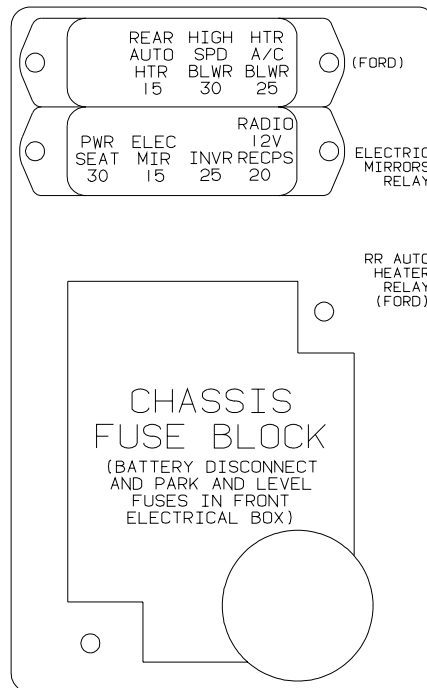 REAR HIGH HTR
AUTO SPD A/C
HTR BLWR BLWR
15 30 25
(FORD)
RADIO
PWR ELEC 12V
SEAT MIR INVR RECPS
30 15 25 20
ELECTRIC
MIRRORS
RELAY
RR AUTO
HEATER
RELAY
(FORD)
CHASSIS
FUSE BLOCK
(BATTERY DISCONNECT
AND PARK AND LEVEL
FUSES IN FRONT
ELECTRICAL BOX)